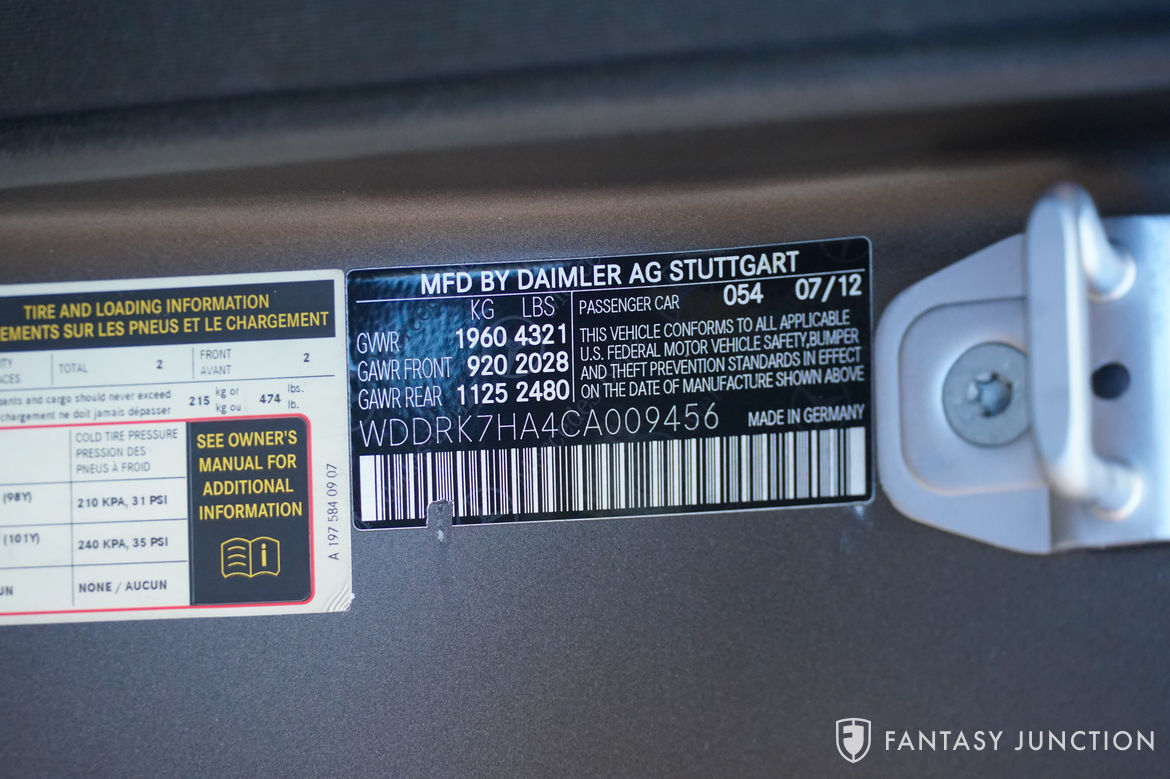 TIRE AND LOADING INFORMATION
EMENTS SUR LES PNEUS ET LE CHARGEMENT
TOTAL 2 FRONT 2
AVANT
pants and cargo should never exceed 215 kg or 474 lbs.
chargement ne doit jamais dépasser kg ou lb.
COLD TIRE PRESSURE
PRESSION DES
PNEUS À FROID
(98Y) 210 KPA, 31 PSI
(101Y) 240 KPA, 35 PSI
UN NONE / AUCUN
SEE OWNER'S
MANUAL FOR
ADDITIONAL
INFORMATION
A 197 584 09 07
MFD BY DAIMLER AG STUTTGART
KG LBS
GVWR 1960 4321
GAWR FRONT 920 2028
GAWR REAR 1125 2480
PASSENGER CAR 054 07/12
THIS VEHICLE CONFORMS TO ALL APPLICABLE
U.S. FEDERAL MOTOR VEHICLE SAFETY,BUMPER
AND THEFT PREVENTION STANDARDS IN EFFECT
ON THE DATE OF MANUFACTURE SHOWN ABOVE
WDDRK7HA4CA009456 MADE IN GERMANY
FANTASY JUNCTION